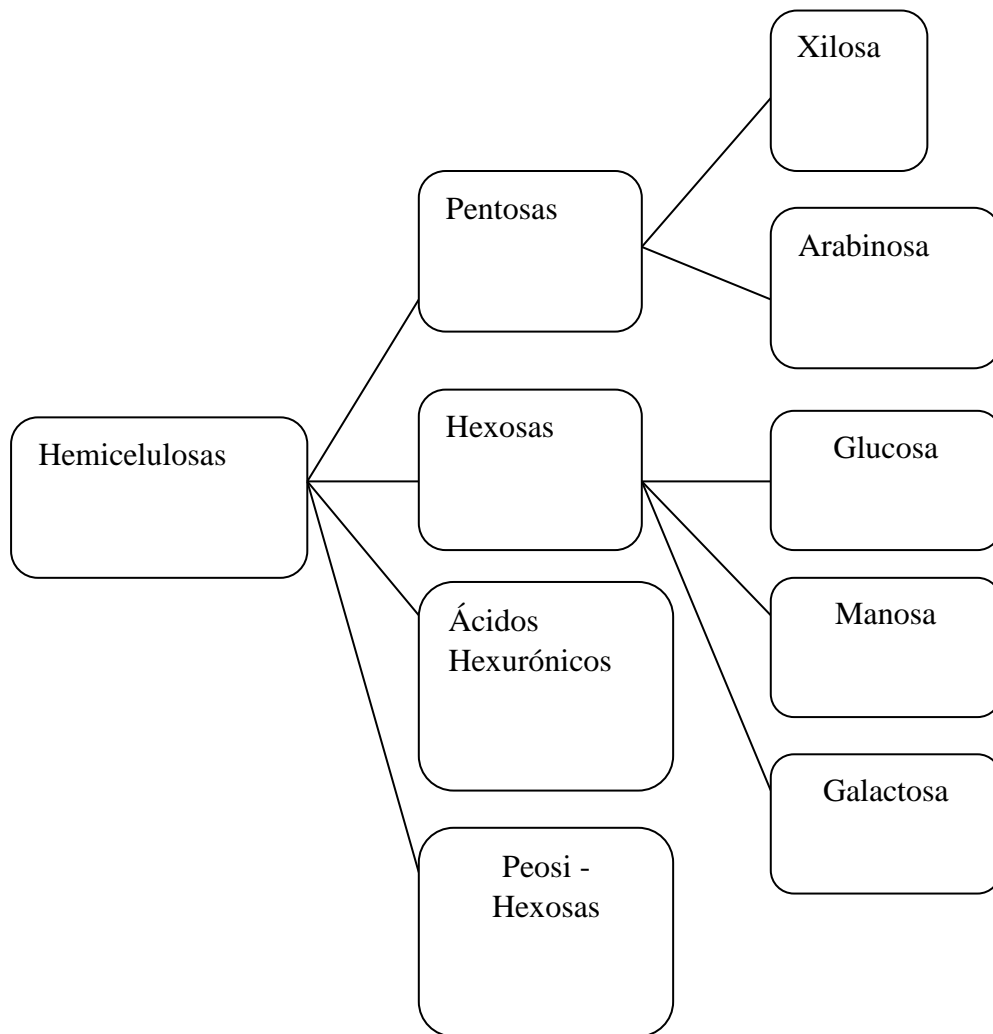 Xilosa
Pentosas
Arabinosa
Hemicelulosas
Hexosas
Glucosa
Manosa
Ácidos
Hexurónicos
Galactosa
Peosi -
Hexosas